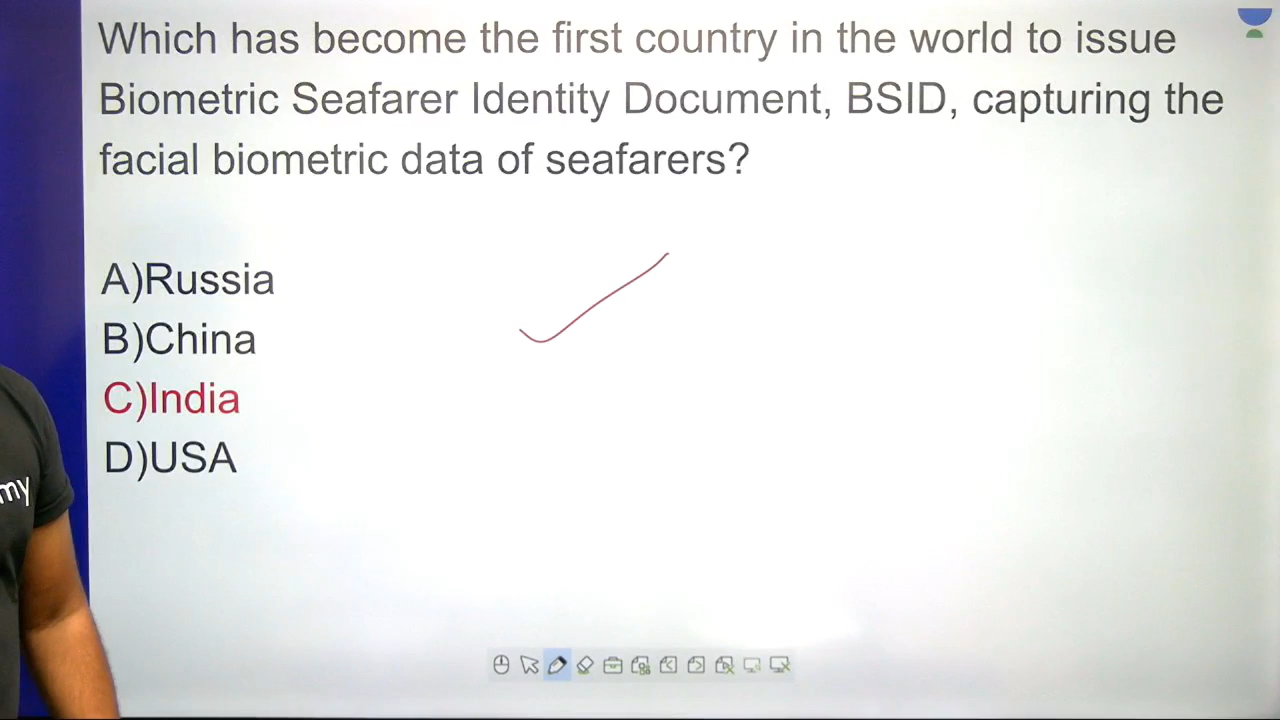 Which has become the first country in the world to issue
Biometric Seafarer Identity Document, BSID, capturing the
facial biometric data of seafarers?
A)Russia
B)China
C)India
D)USA
my